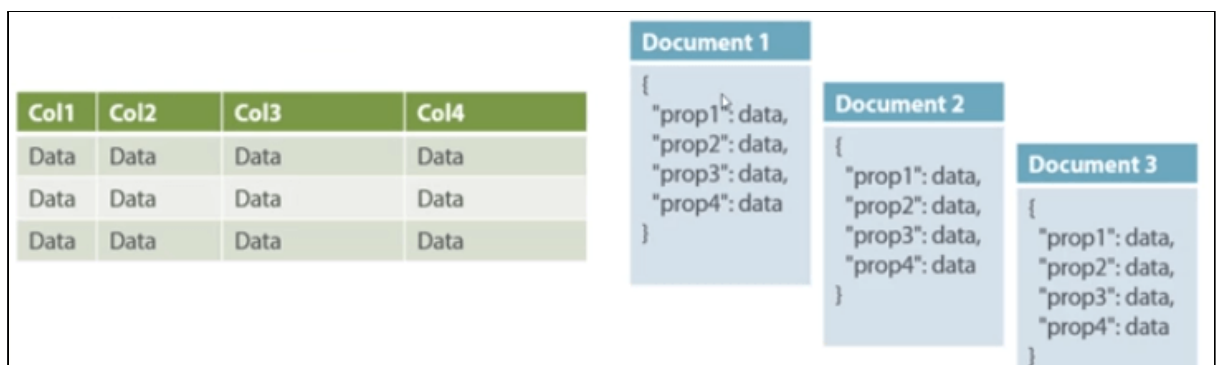 Col1 Col2 Col3 Col4
Data Data Data Data
Data Data Data Data
Data Data Data Data
Document 1
{
"prop1": data,
"prop2": data,
"prop3": data,
"prop4": data
}
Document 2
{
"prop1": data,
"prop2": data,
"prop3": data,
"prop4": data
}
Document 3
{
"prop1": data,
"prop2": data,
"prop3": data,
"prop4": data
}